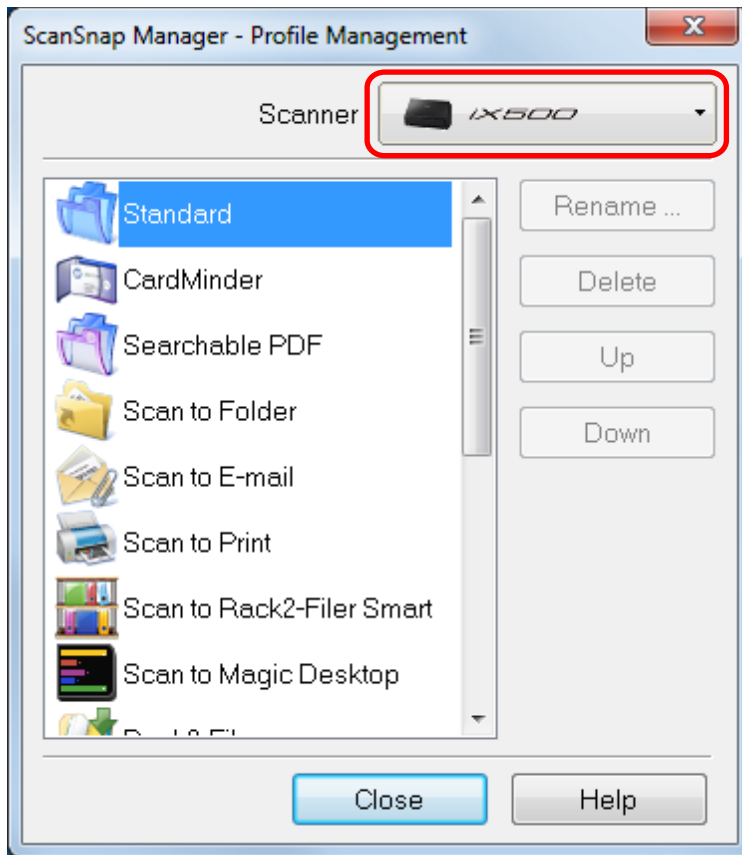 ScanSnap Manager - Profile Management
Scanner iX500
Standard
Rename ...
CardMinder
Delete
Searchable PDF
Up
Scan to Folder
Down
Scan to E-mail
Scan to Print
Scan to Rack2-Filer Smart
Scan to Magic Desktop
Close
Help